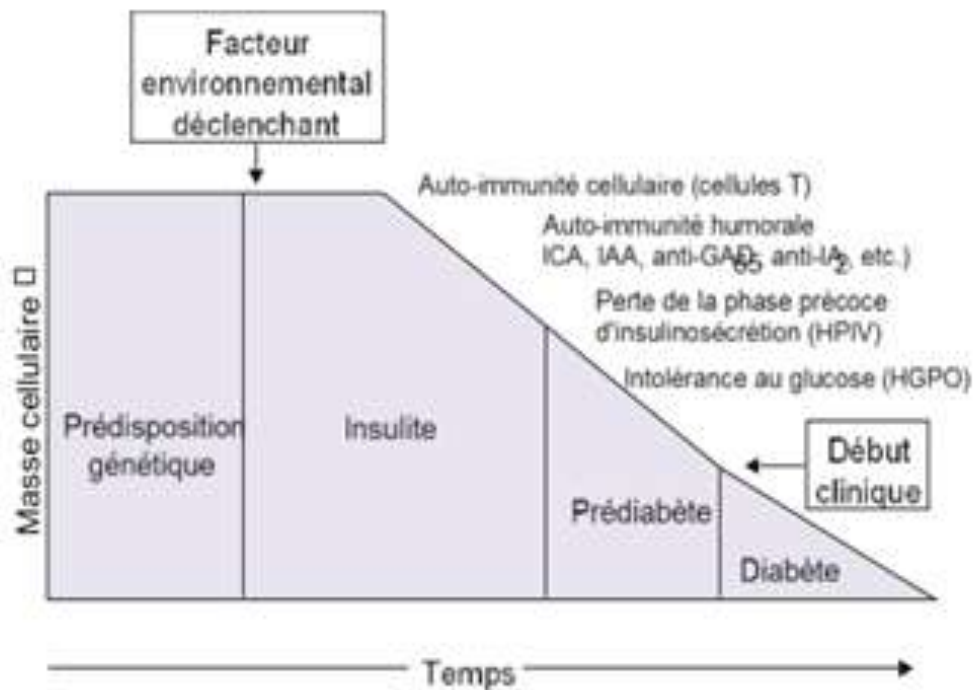 Facteur
environnemental
déclenchant
Auto-immunité cellulaire (cellules T)
Auto-immunité humorale
ICA, IAA, anti-GAD65, anti-IA2, etc.)
Perte de la phase précoce
d'insulinosécrétion (HPIV)
Intolérance au glucose (HGPO)
Masse cellulaire □
Prédisposition
génétique
Insulite
Prédiabète
Diabète
Début
clinique
Temps